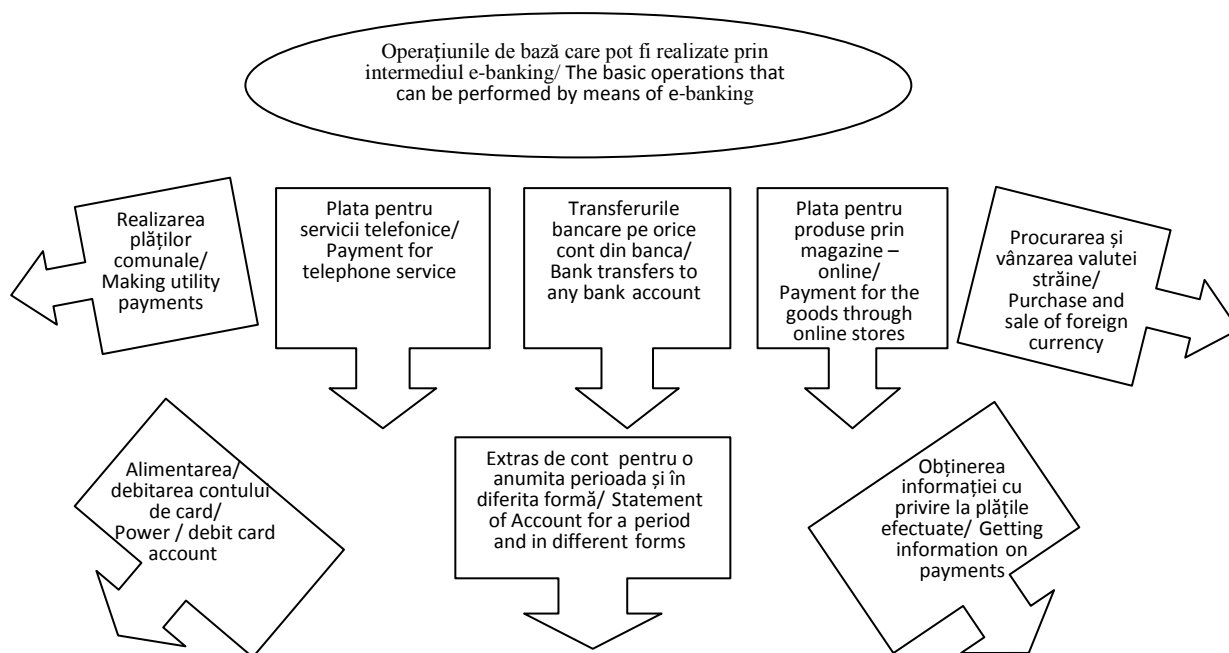 Operațiunile de bază care pot fi realizate prin
intermediul e-banking/ The basic operations that
can be performed by means of e-banking
Realizarea
plăților
comunale/
Making utility
payments
Plata pentru
servicii telefonice/
Payment for
telephone service
Transferurile
bancare pe orice
cont din banca/
Bank transfers to
any bank account
Plata pentru
produse prin
magazine –
online/
Payment for the
goods through
online stores
Procurarea și
vânzarea valutei
străine/
Purchase and
sale of foreign
currency
Alimentarea/
debitarea contului
de card/
Power / debit card
account
Extras de cont pentru o
anumita perioada și în
diferita formă/ Statement
of Account for a period
and in different forms
Obținerea
informației cu
privire la plățile
efectuate/ Getting
information on
payments